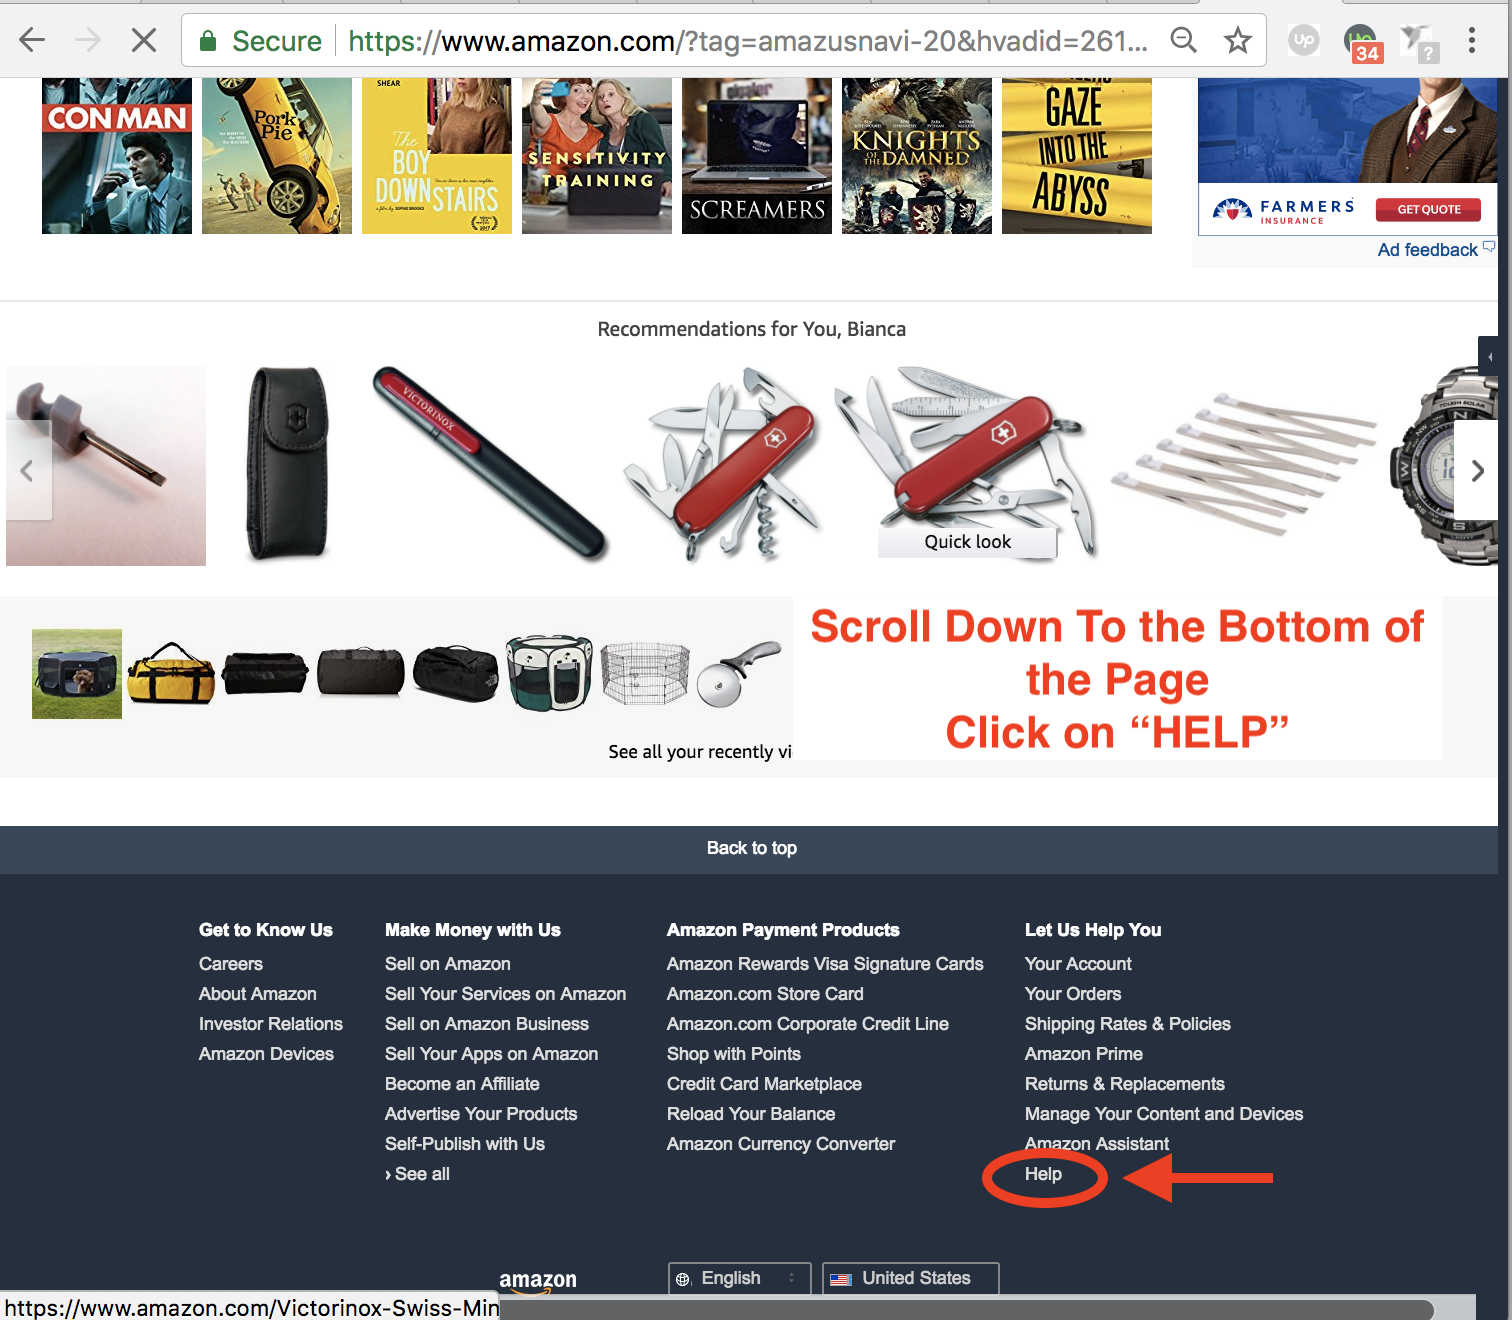 Secure
https://www.amazon.com/?tag=amazusnavi-20&hvadid=261...
up
34
?
CON MAN
Pork
Pie
SHEAR
The
BOY
DOWNSTAIRS
a film by SOPHIE BROOKS
2017
SENSITIVITY
TRAINING
SCREAMERS
KNIGHTS
OF THE DAMNED
GAZE
INTO THE
ABYSS
FARMERS
INSURANCE
GET QUOTE
Ad feedback
Recommendations for You, Bianca
VICTORINOX
TOUGH SOLAR
Quick look
Scroll Down To the Bottom of
the Page
Click on “HELP”
See all your recently vi
Back to top
Get to Know Us
Careers
About Amazon
Investor Relations
Amazon Devices
Make Money with Us
Sell on Amazon
Sell Your Services on Amazon
Sell on Amazon Business
Sell Your Apps on Amazon
Become an Affiliate
Advertise Your Products
Self-Publish with Us
› See all
Amazon Payment Products
Amazon Rewards Visa Signature Cards
Amazon.com Store Card
Amazon.com Corporate Credit Line
Shop with Points
Credit Card Marketplace
Reload Your Balance
Amazon Currency Converter
Let Us Help You
Your Account
Your Orders
Shipping Rates & Policies
Amazon Prime
Returns & Replacements
Manage Your Content and Devices
Amazon Assistant
Help
amazon
English
United States
https://www.amazon.com/Victorinox-Swiss-Min